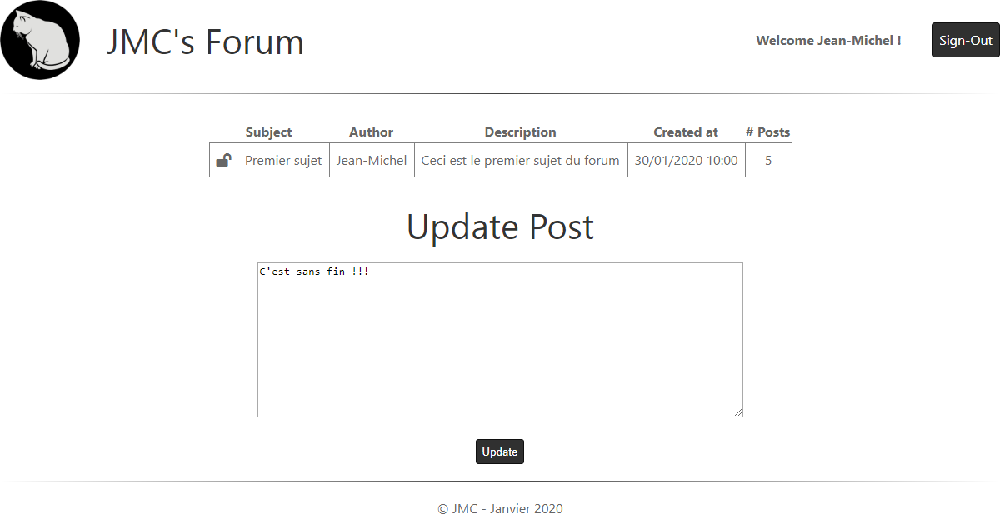 JMC's Forum
Welcome Jean-Michel !
Sign-Out
Subject Author Description Created at # Posts
Premier sujet Jean-Michel Ceci est le premier sujet du forum 30/01/2020 10:00 5
Update Post
C'est sans fin !!!
Update
© JMC - Janvier 2020